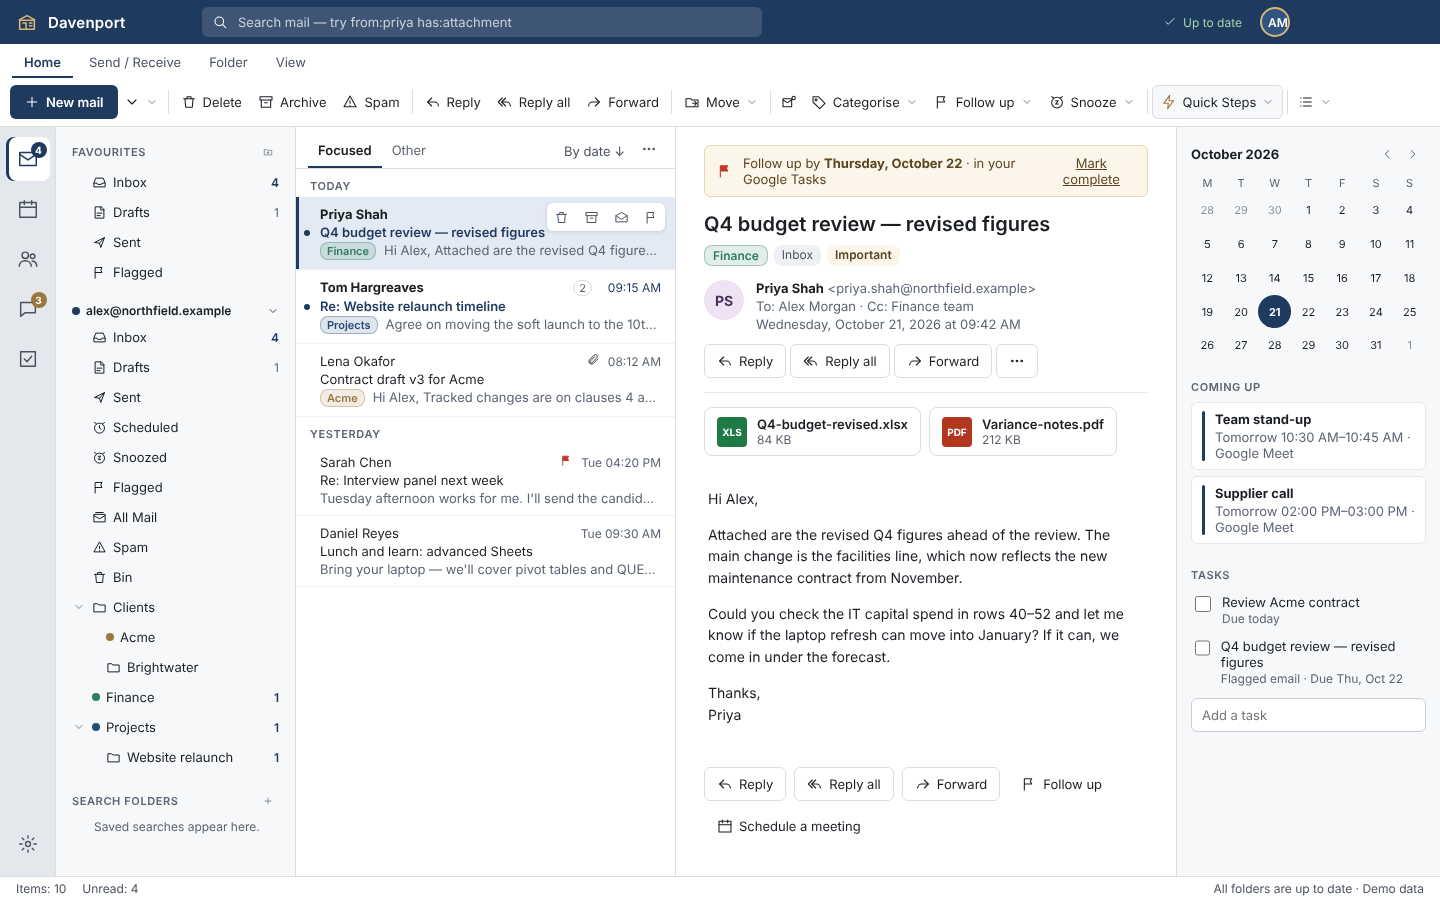 Davenport
Search mail — try from:priya has:attachment
Up to date
AM
Home
Send / Receive
Folder
View
New mail
Delete
Archive
Spam
Reply
Reply all
Forward
Move
Categorise
Follow up
Snooze
Quick Steps
4
3
FAVOURITES
Inbox 4
Drafts 1
Sent
Flagged
alex@northfield.example
Inbox 4
Drafts 1
Sent
Scheduled
Snoozed
Flagged
All Mail
Spam
Bin
Clients
Acme
Brightwater
Finance 1
Projects 1
Website relaunch 1
SEARCH FOLDERS
Saved searches appear here.
Focused
Other
By date
TODAY
Priya Shah
Q4 budget review — revised figures
Finance Hi Alex, Attached are the revised Q4 figure...
Tom Hargreaves 2 09:15 AM
Re: Website relaunch timeline
Projects Agree on moving the soft launch to the 10t...
Lena Okafor 08:12 AM
Contract draft v3 for Acme
Acme Hi Alex, Tracked changes are on clauses 4 a...
YESTERDAY
Sarah Chen Tue 04:20 PM
Re: Interview panel next week
Tuesday afternoon works for me. I'll send the candid...
Daniel Reyes Tue 09:30 AM
Lunch and learn: advanced Sheets
Bring your laptop — we'll cover pivot tables and QUE...
Follow up by Thursday, October 22 · in your
Google Tasks
Mark
complete
Q4 budget review — revised figures
Finance Inbox Important
PS
Priya Shah <priya.shah@northfield.example>
To: Alex Morgan · Cc: Finance team
Wednesday, October 21, 2026 at 09:42 AM
Reply
Reply all
Forward
XLS
Q4-budget-revised.xlsx
84 KB
PDF
Variance-notes.pdf
212 KB
Hi Alex,
Attached are the revised Q4 figures ahead of the review. The
main change is the facilities line, which now reflects the new
maintenance contract from November.
Could you check the IT capital spend in rows 40–52 and let me
know if the laptop refresh can move into January? If it can, we
come in under the forecast.
Thanks,
Priya
Reply
Reply all
Forward
Follow up
Schedule a meeting
October 2026
M T W T F S S
28 29 30 1 2 3 4
5 6 7 8 9 10 11
12 13 14 15 16 17 18
19 20 21 22 23 24 25
26 27 28 29 30 31 1
COMING UP
Team stand-up
Tomorrow 10:30 AM–10:45 AM ·
Google Meet
Supplier call
Tomorrow 02:00 PM–03:00 PM ·
Google Meet
TASKS
Review Acme contract
Due today
Q4 budget review — revised
figures
Flagged email · Due Thu, Oct 22
Add a task
Items: 10
Unread: 4
All folders are up to date · Demo data